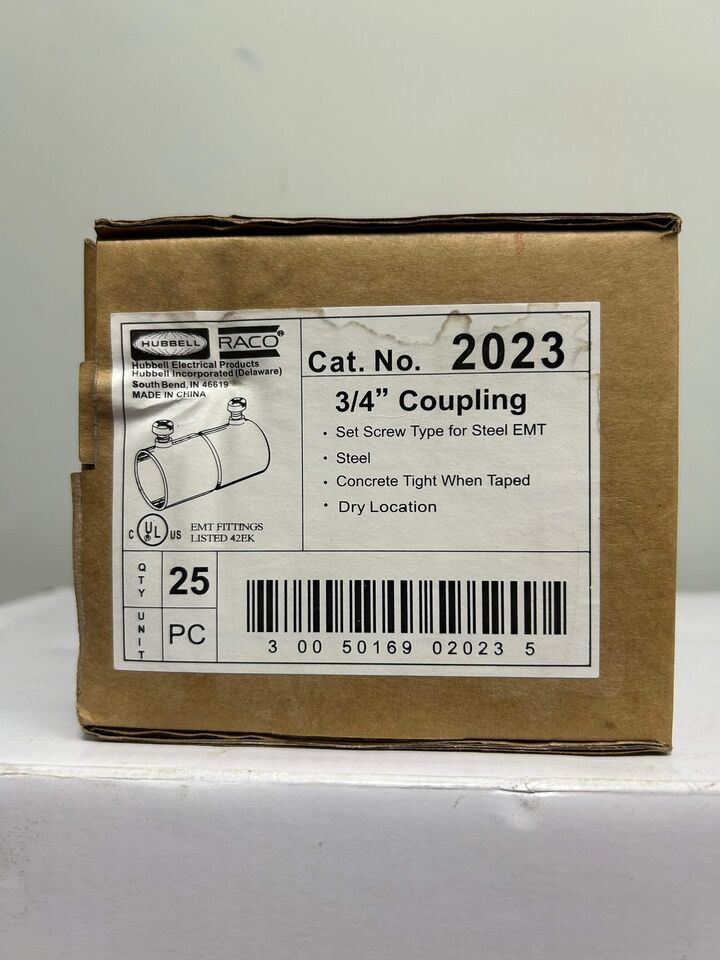 HUBBELL RACO®
Hubbell Electrical Products
Hubbell Incorporated (Delaware)
South Bend, IN 46619
MADE IN CHINA
C UL® US
EMT FITTINGS
LISTED 42EK
Cat. No. 2023
3/4” Coupling
• Set Screw Type for Steel EMT
• Steel
• Concrete Tight When Taped
• Dry Location
QTY 25
UNIT PC
3 00 50169 02023 5